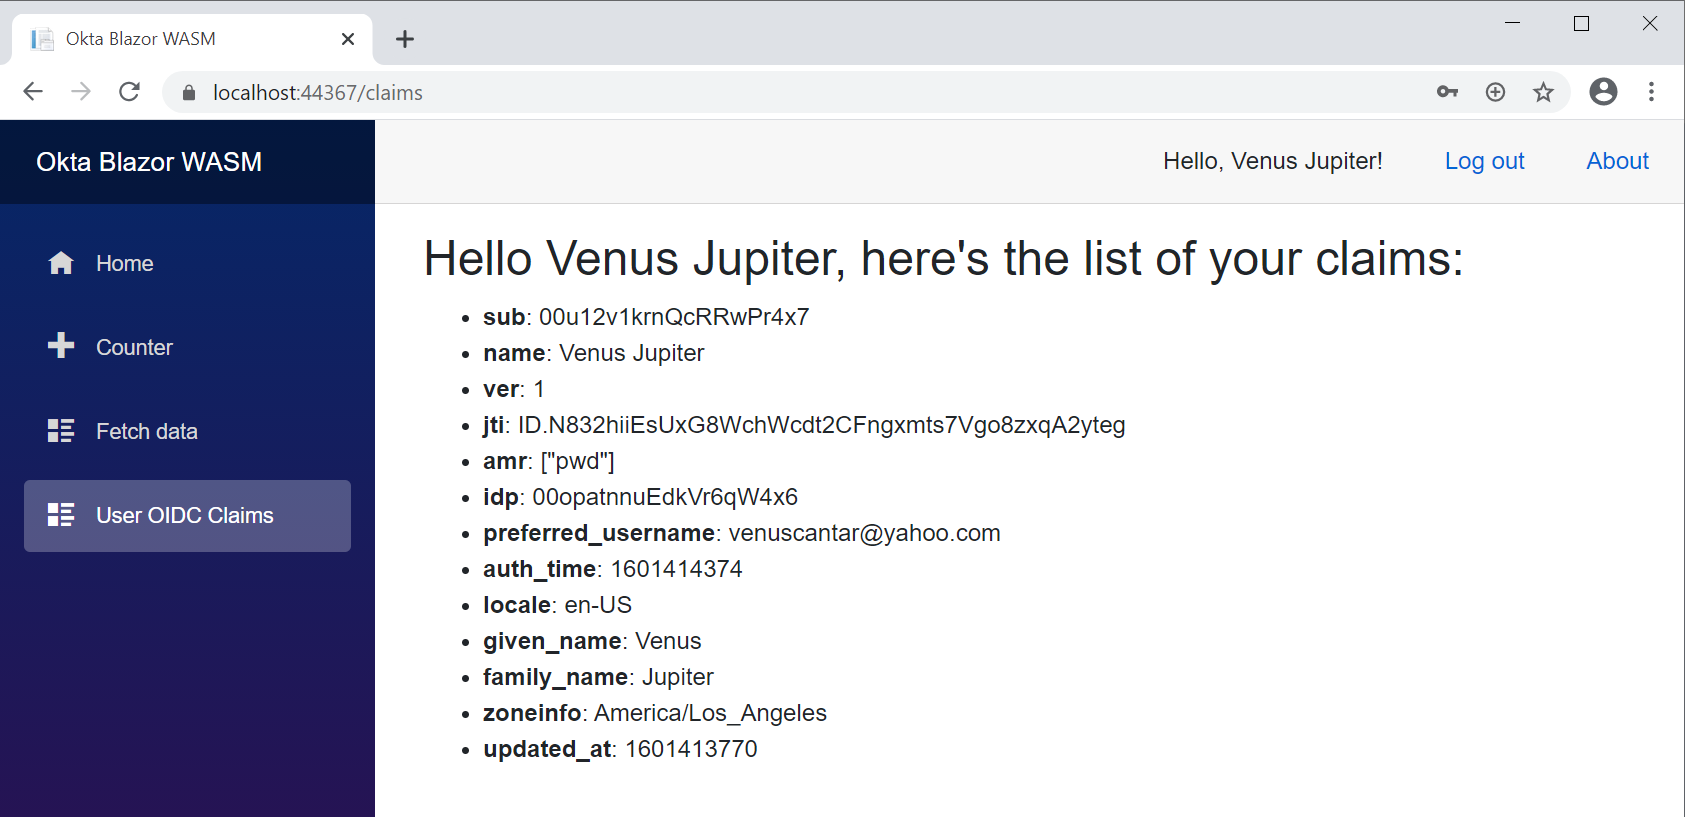 Okta Blazor WASM
localhost:44367/claims
Okta Blazor WASM
Hello, Venus Jupiter! Log out About
Home
Counter
Fetch data
User OIDC Claims
Hello Venus Jupiter, here's the list of your claims:
sub: 00u12v1krnQcRRwPr4x7
name: Venus Jupiter
ver: 1
jti: ID.N832hiiEsUxG8WchWcdt2CFngxmts7Vgo8zxqA2yteg
amr: ["pwd"]
idp: 00opatnnuEdkVr6qW4x6
preferred_username: venuscantar@yahoo.com
auth_time: 1601414374
locale: en-US
given_name: Venus
family_name: Jupiter
zoneinfo: America/Los_Angeles
updated_at: 1601413770